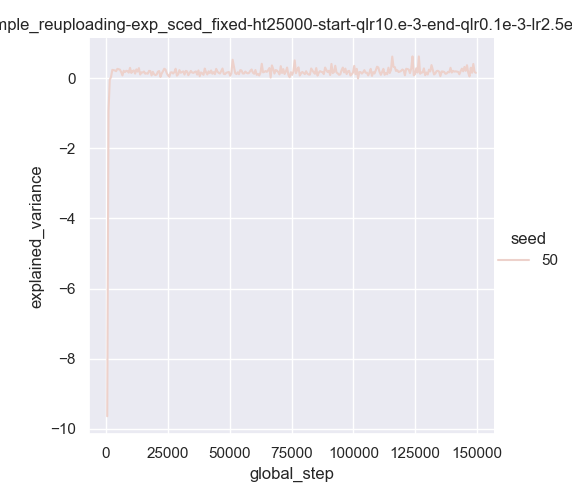 mple_reuploading-exp_sced_fixed-ht25000-start-qlr10.e-3-end-qlr0.1e-3-lr2.5e
explained_variance
0
−2
−4
−6
−8
−10
0 25000 50000 75000 100000 125000 150000
global_step
seed
50